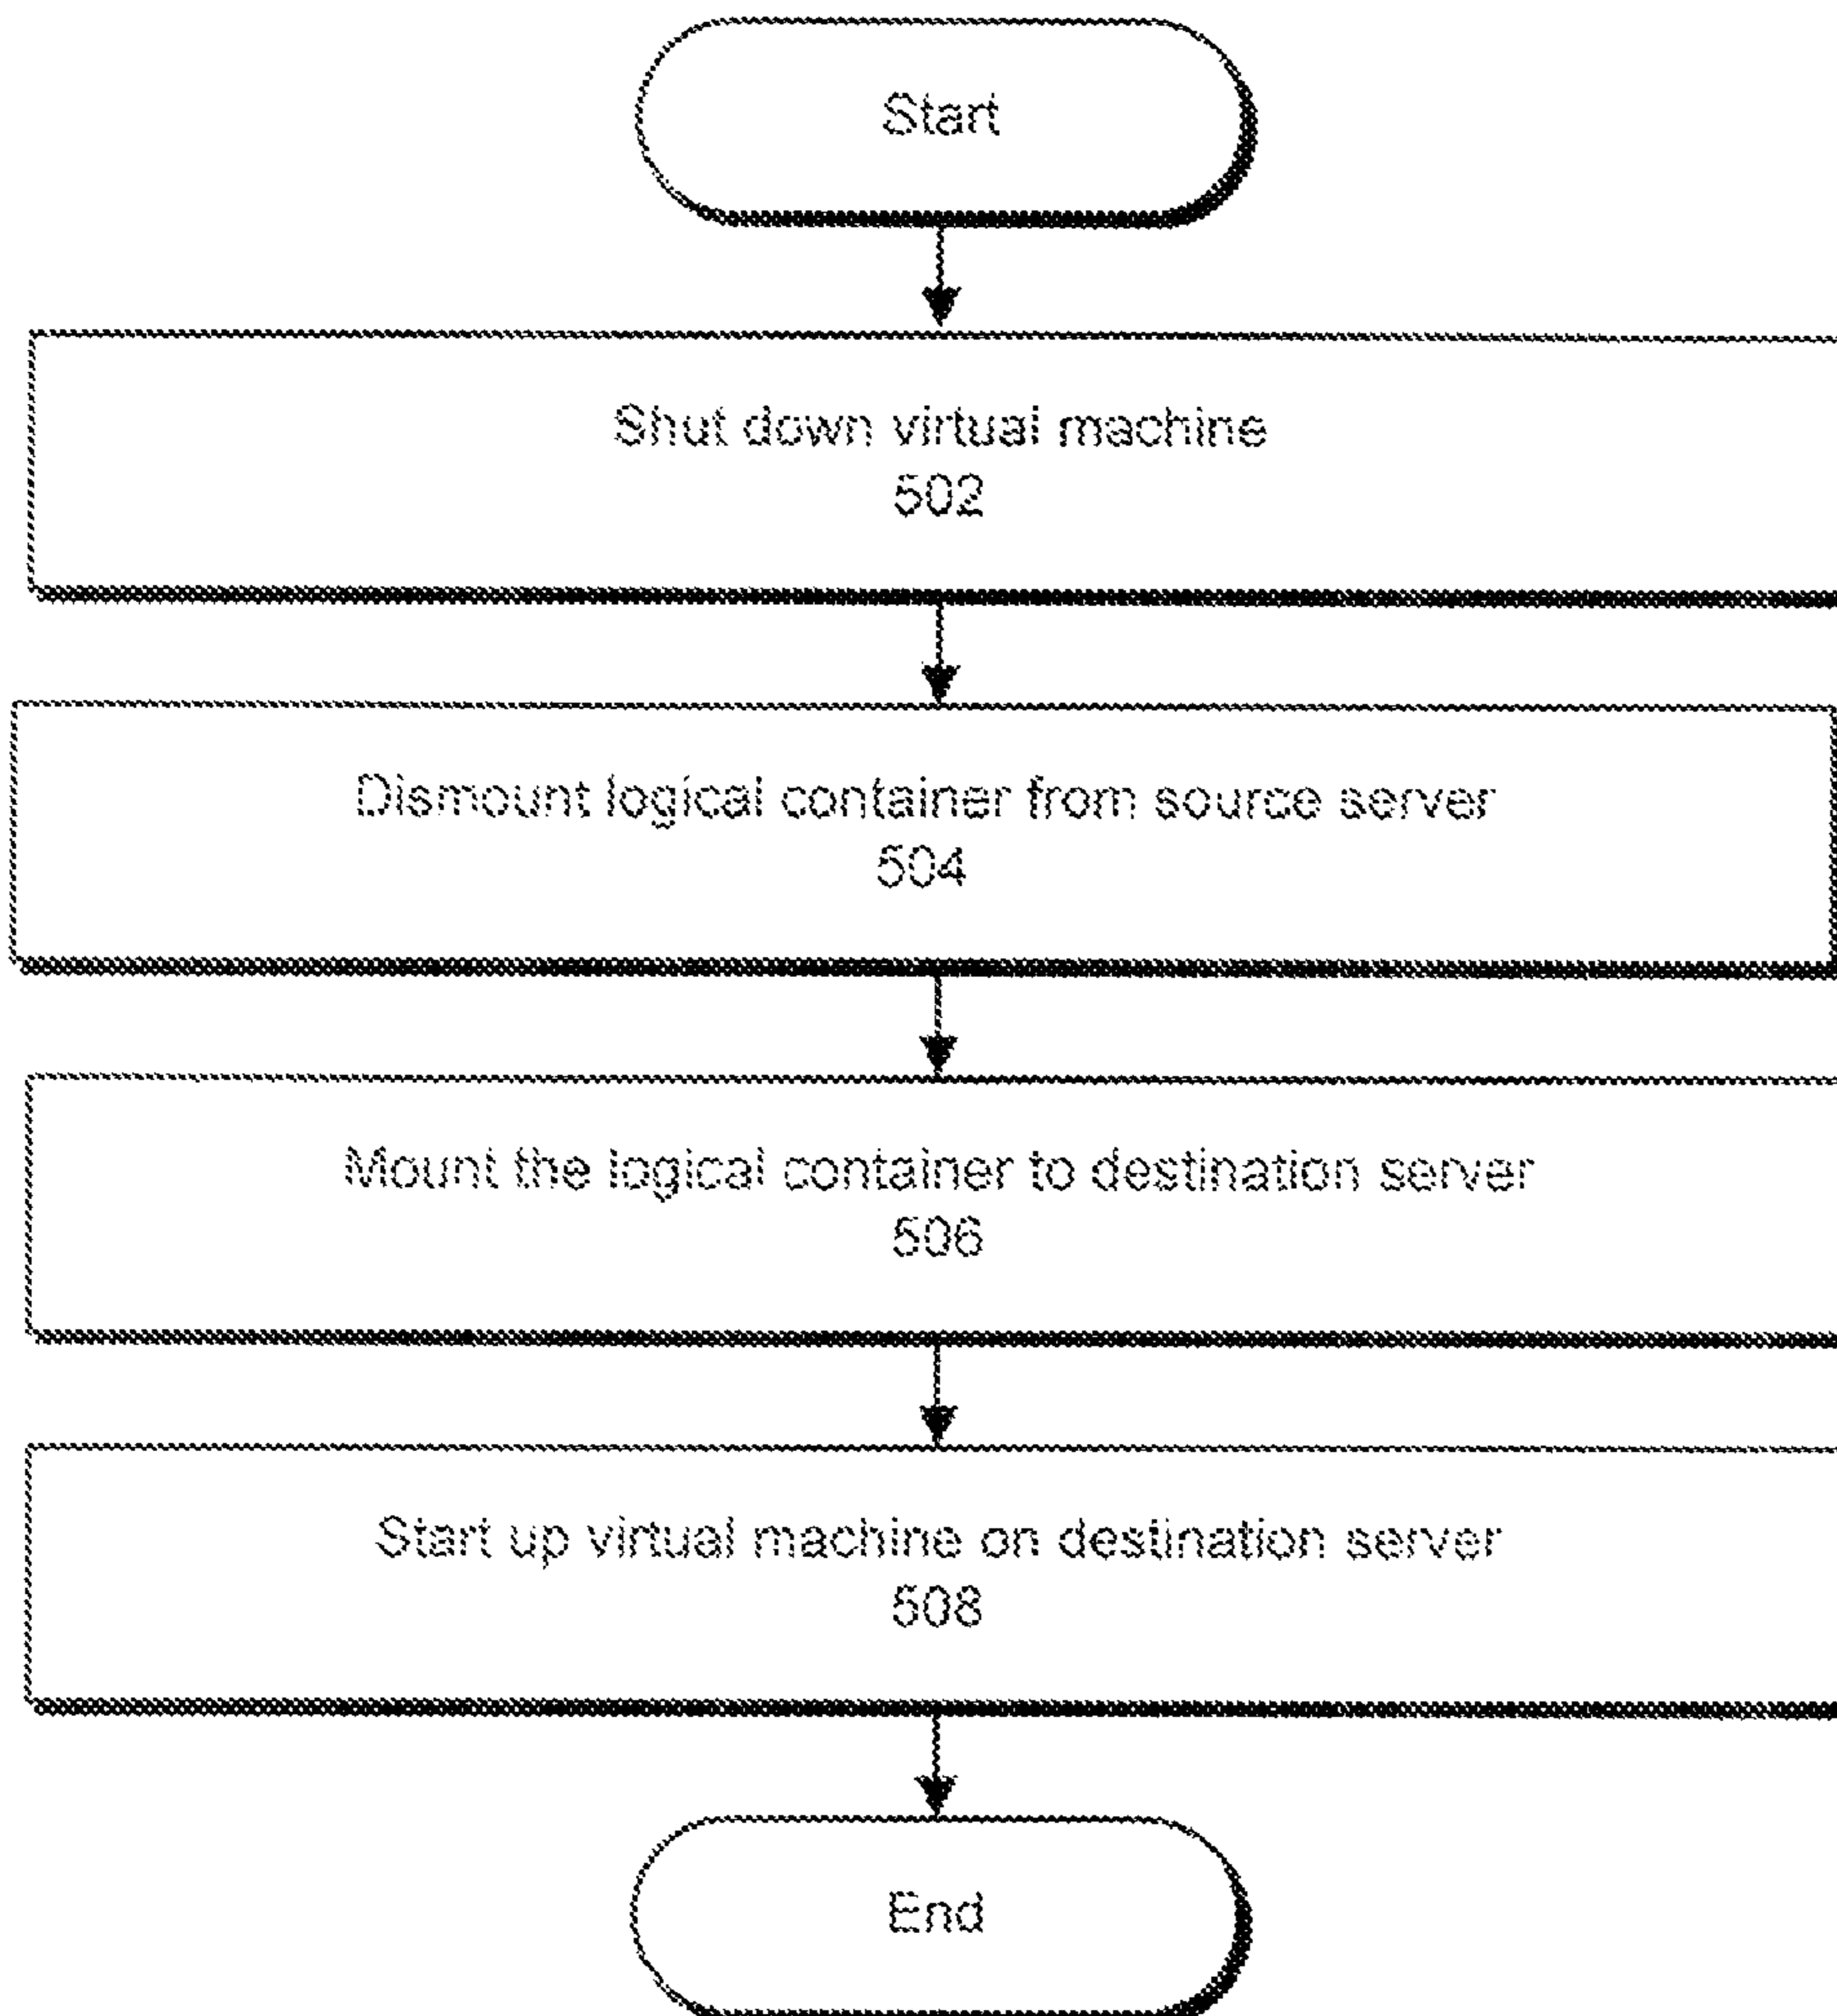 Start
Shut down virtual machine
502
Dismount logical container from source server
504
Mount the logical container to destination server
506
Start up virtual machine on destination server
508
End